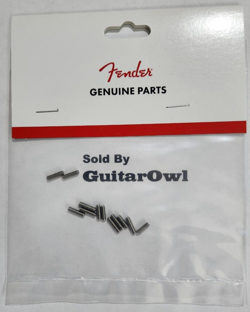 Fender
GENUINE PARTS
Sold By
GuitarOwl